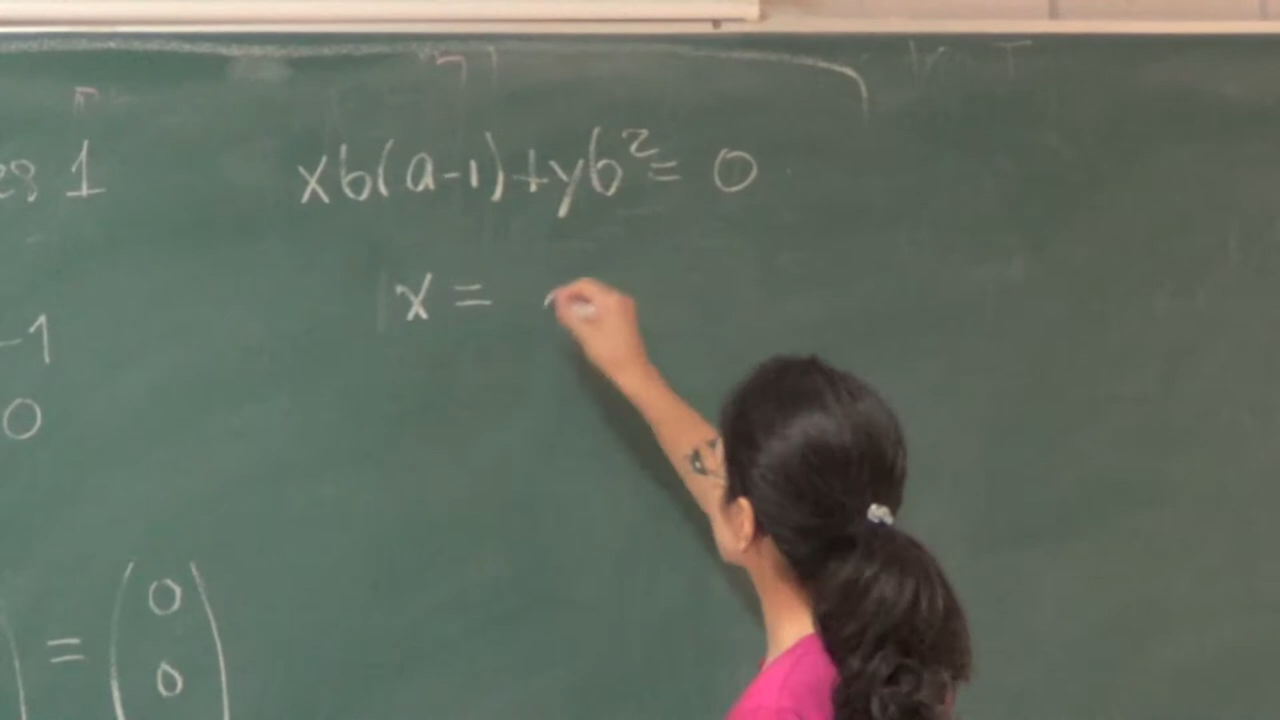 1
xb(a-1)+yb²= 0
x =
-1
0
= (0
0)